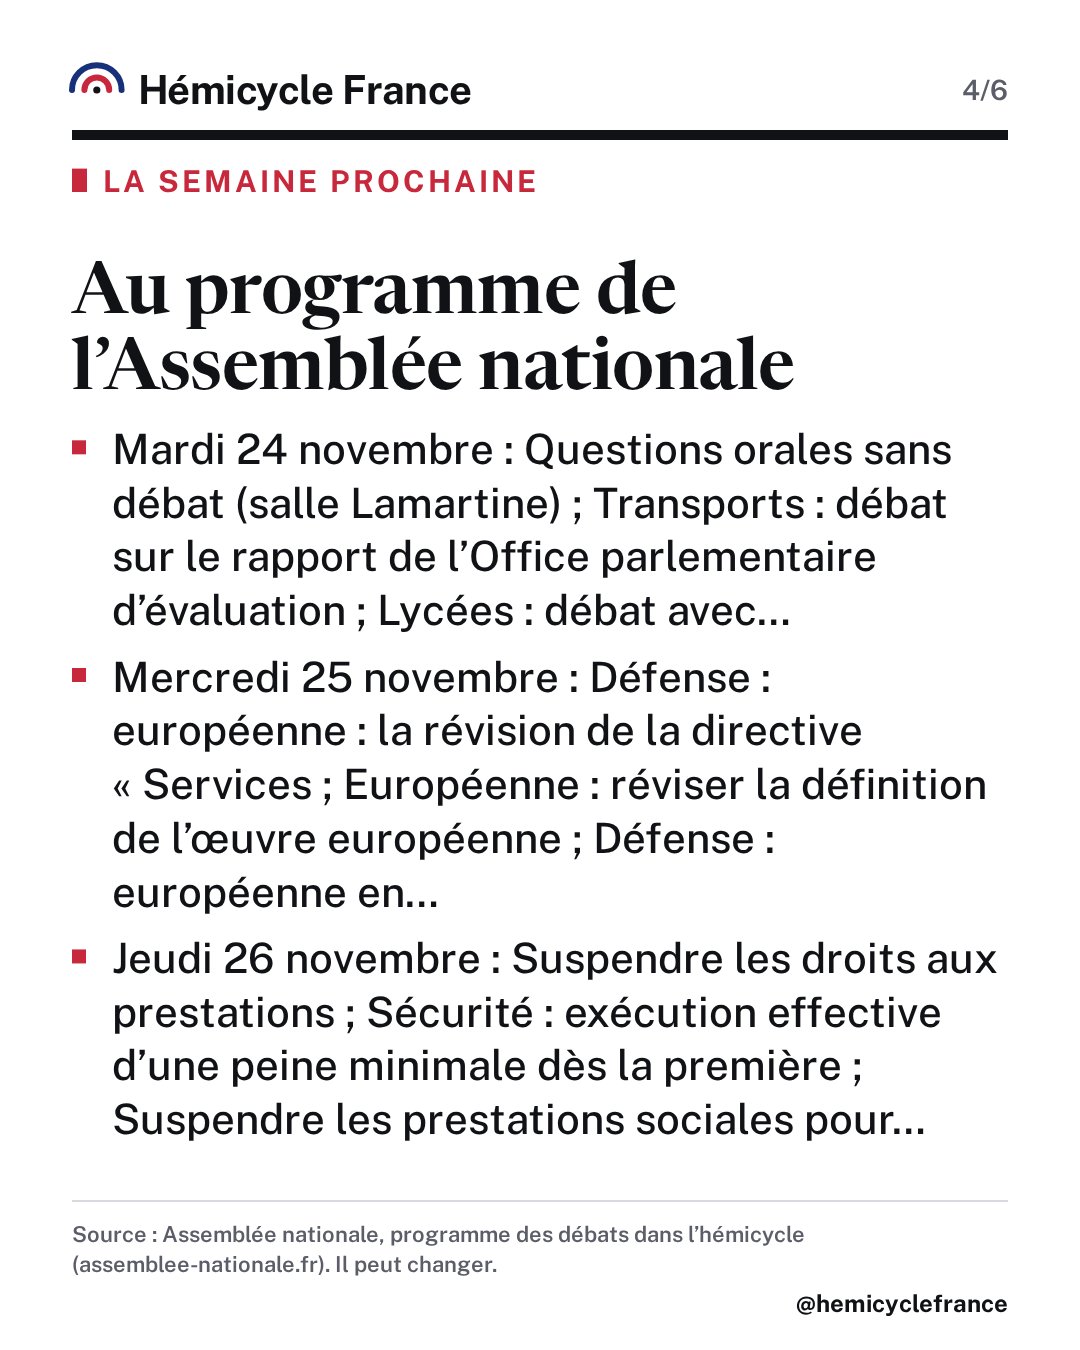 Hémicycle France
4/6
LA SEMAINE PROCHAINE
Au programme de
l’Assemblée nationale
Mardi 24 novembre : Questions orales sans
débat (salle Lamartine) ; Transports : débat
sur le rapport de l’Office parlementaire
d’évaluation ; Lycées : débat avec…
Mercredi 25 novembre : Défense :
européenne : la révision de la directive
« Services ; Européenne : réviser la définition
de l’œuvre européenne ; Défense :
européenne en…
Jeudi 26 novembre : Suspendre les droits aux
prestations ; Sécurité : exécution effective
d’une peine minimale dès la première ;
Suspendre les prestations sociales pour…
Source : Assemblée nationale, programme des débats dans l’hémicycle
(assemblee-nationale.fr). Il peut changer.
@hemicyclefrance